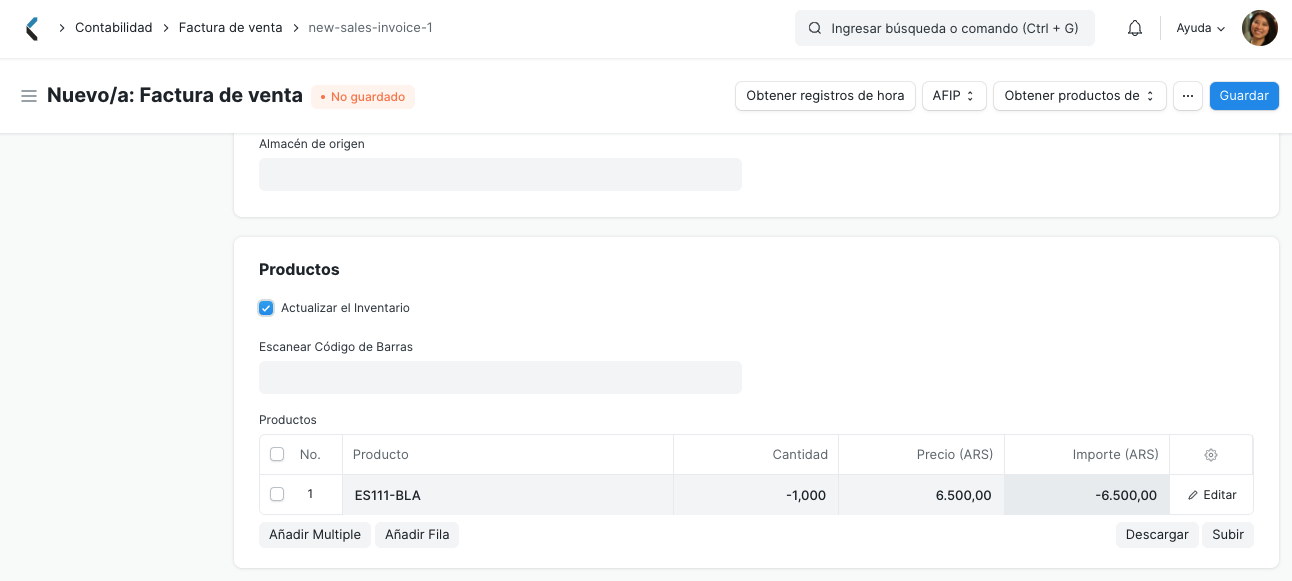 Contabilidad > Factura de venta > new-sales-invoice-1
Ingresar búsqueda o comando (Ctrl + G)
Ayuda
Nuevo/a: Factura de venta
• No guardado
Obtener registros de hora
AFIP
Obtener productos de
...
Guardar
Almacén de origen
Productos
Actualizar el Inventario
Escanear Código de Barras
Productos
No. Producto Cantidad Precio (ARS) Importe (ARS)
1 ES111-BLA -1,000 6.500,00 -6.500,00 Editar
Añadir Multiple Añadir Fila Descargar Subir